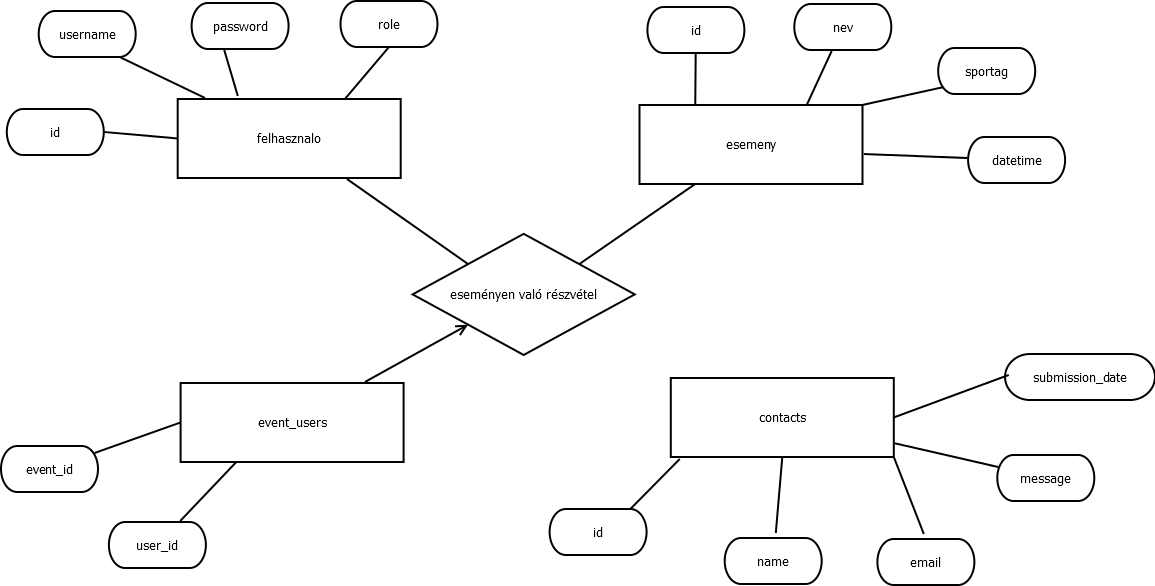 username
password
role
id
felhasznalo
id
nev
sportag
datetime
esemeny
eseményen való részvétel
event_users
event_id
user_id
contacts
submission_date
message
id
name
email